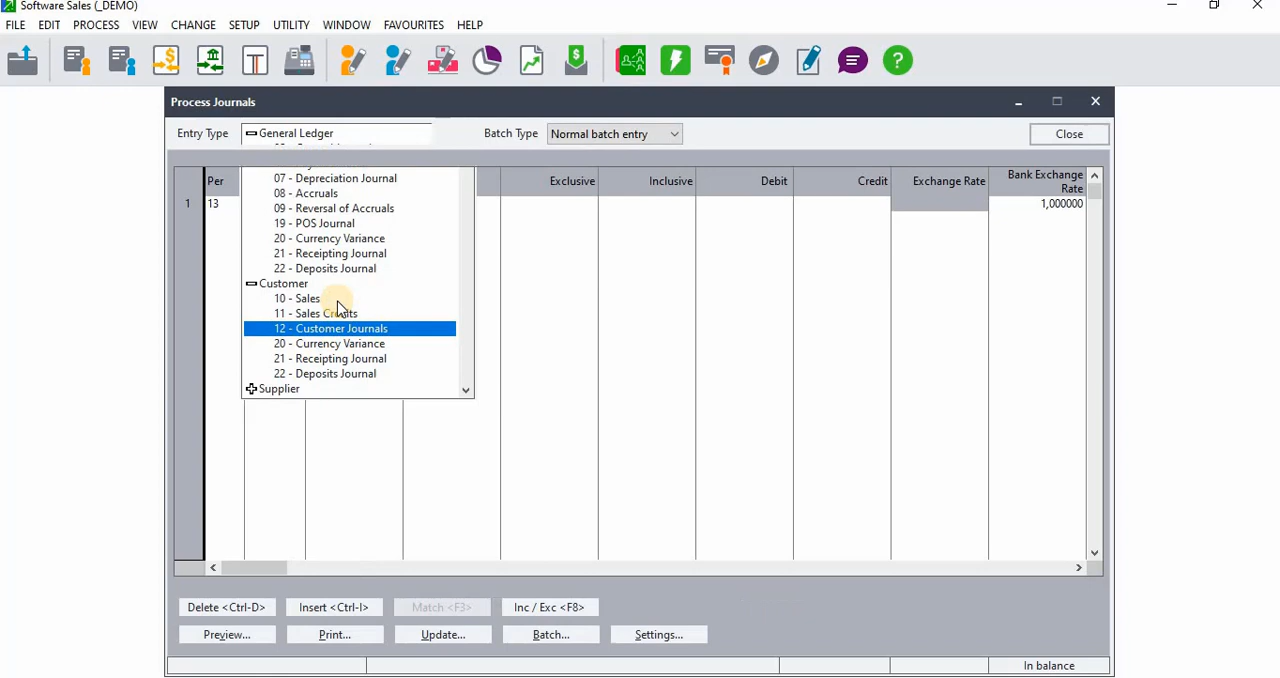 Software Sales (_DEMO)
FILE EDIT PROCESS VIEW CHANGE SETUP UTILITY WINDOW FAVOURITES HELP
Process Journals
Entry Type General Ledger Batch Type Normal batch entry Close
Per Exclusive Inclusive Debit Credit Exchange Rate Bank Exchange Rate
1 13 1,000000
07 - Depreciation Journal
08 - Accruals
09 - Reversal of Accruals
19 - POS Journal
20 - Currency Variance
21 - Receipting Journal
22 - Deposits Journal
Customer
10 - Sales
11 - Sales Credits
12 - Customer Journals
20 - Currency Variance
21 - Receipting Journal
22 - Deposits Journal
Supplier
Delete <Ctrl-D> Insert <Ctrl-I> Match <F3> Inc / Exc <F8>
Preview... Print... Update... Batch... Settings...
In balance